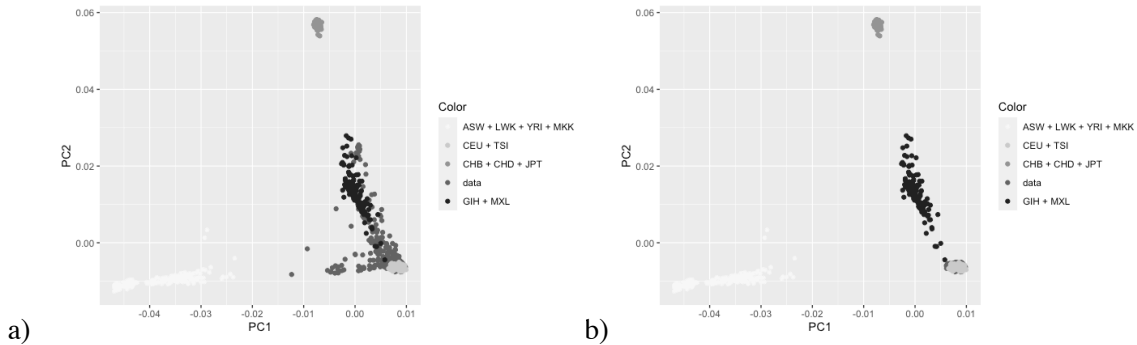 0.06
0.04
0.02
0.00
PC2
-0.04
-0.03
-0.02
-0.01
0.00
0.01
PC1
Color
ASW + LWK + YRI + MKK
CEU + TSI
CHB + CHD + JPT
data
GIH + MXL
a)
0.06
0.04
0.02
0.00
PC2
-0.04
-0.03
-0.02
-0.01
0.00
0.01
PC1
Color
ASW + LWK + YRI + MKK
CEU + TSI
CHB + CHD + JPT
data
GIH + MXL
b)